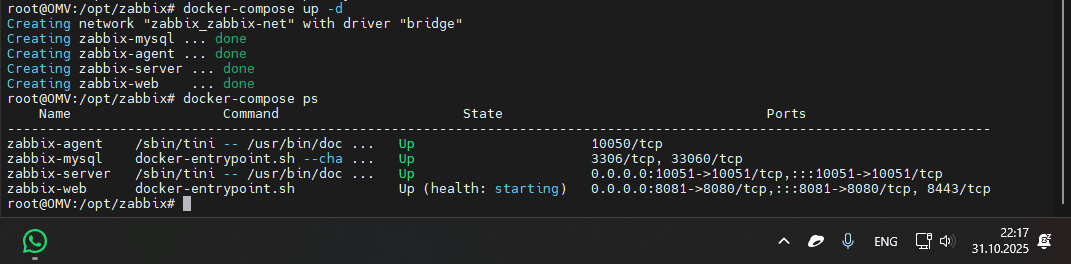 root@OMV:/opt/zabbix# docker-compose up -d
Creating network "zabbix_zabbix-net" with driver "bridge"
Creating zabbix-mysql ... done
Creating zabbix-agent ... done
Creating zabbix-server ... done
Creating zabbix-web     ... done
root@OMV:/opt/zabbix# docker-compose ps
Name Command State Ports
--------------------------------------------------------------------------------------------------------------------------
zabbix-agent /sbin/tini -- /usr/bin/doc ... Up 10050/tcp
zabbix-mysql docker-entrypoint.sh --cha ... Up 3306/tcp, 33060/tcp
zabbix-server /sbin/tini -- /usr/bin/doc ... Up 0.0.0.0:10051->10051/tcp,:::10051->10051/tcp
zabbix-web docker-entrypoint.sh Up (health: starting) 0.0.0.0:8081->8080/tcp,:::8081->8080/tcp, 8443/tcp
root@OMV:/opt/zabbix#
ENG
22:17
31.10.2025